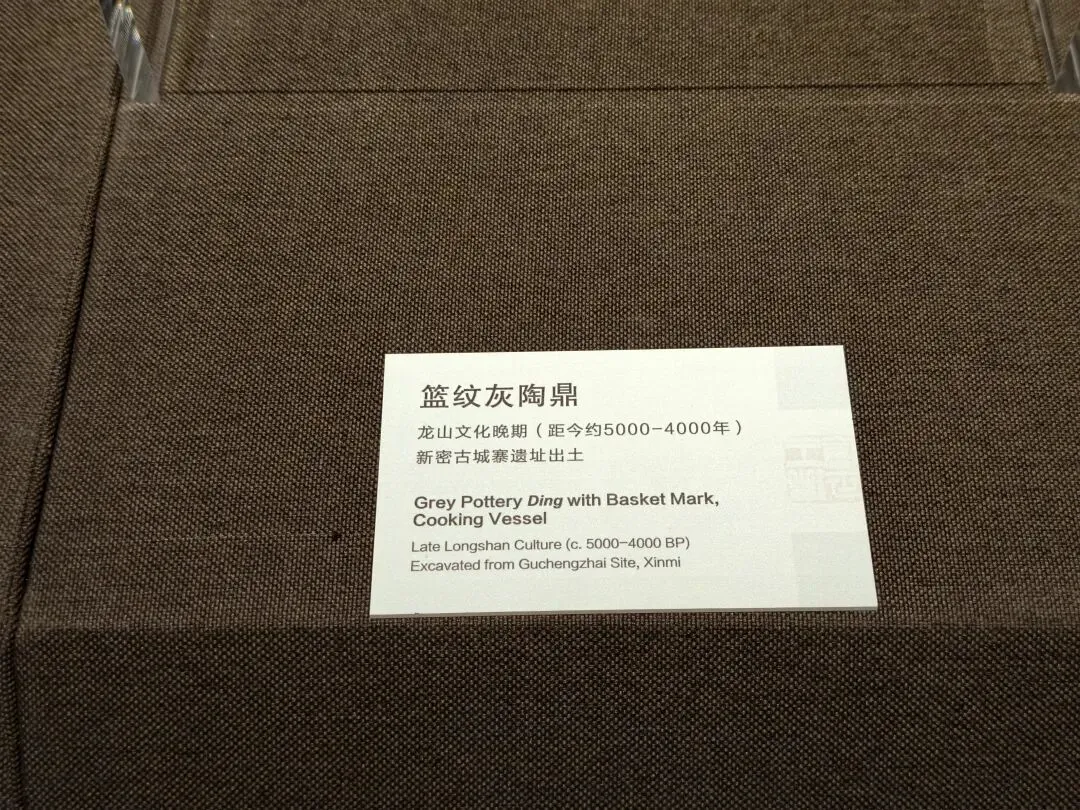 篮纹灰陶鼎
龙山文化晚期（距今约5000-4000年）
新密古城寨遗址出土
Grey Pottery Ding with Basket Mark,
Cooking Vessel
Late Longshan Culture (c. 5000-4000 BP)
Excavated from Guchengzhai Site, Xinmi